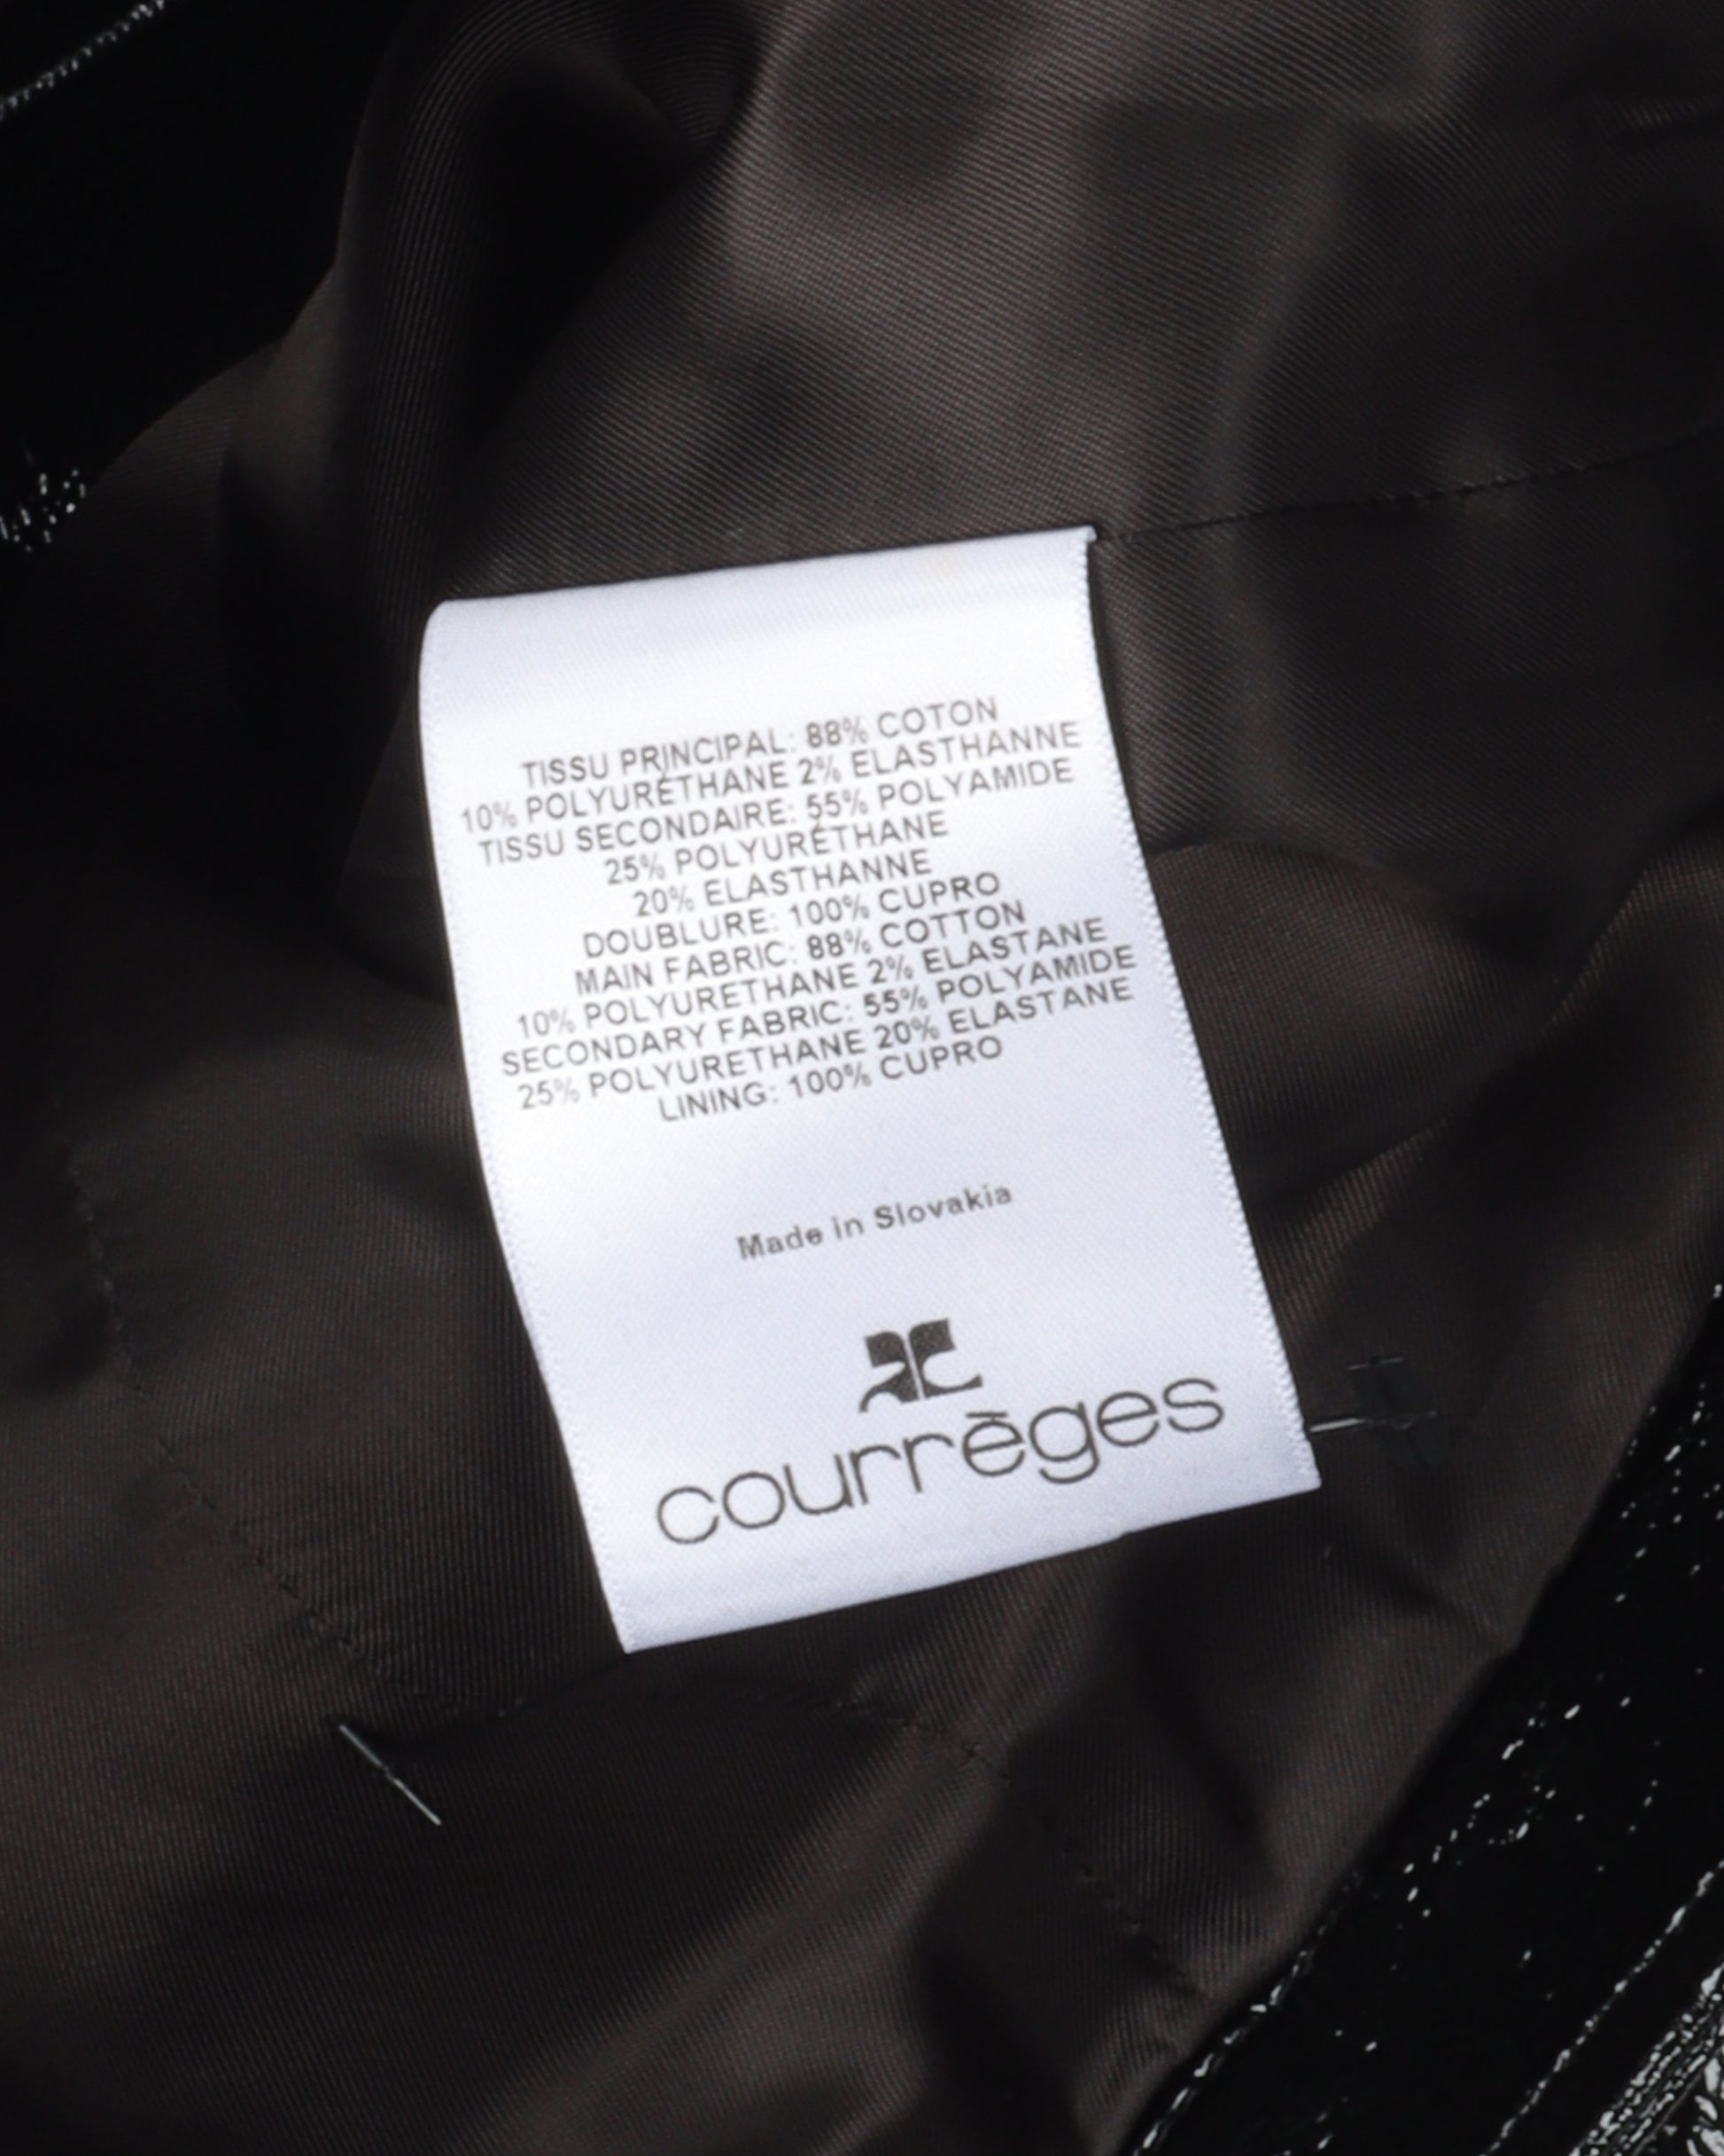 TISSU PRINCIPAL: 88% COTON
10% POLYURÉTHANE 2% ELASTHANNE
TISSU SECONDAIRE: 55% POLYAMIDE
25% POLYURÉTHANE
20% ELASTHANNE
DOUBLURE: 100% CUPRO
MAIN FABRIC: 88% COTTON
10% POLYURETHANE 2% ELASTANE
SECONDARY FABRIC: 55% POLYAMIDE
25% POLYURETHANE 20% ELASTANE
LINING: 100% CUPRO
Made in Slovakia
courrèges